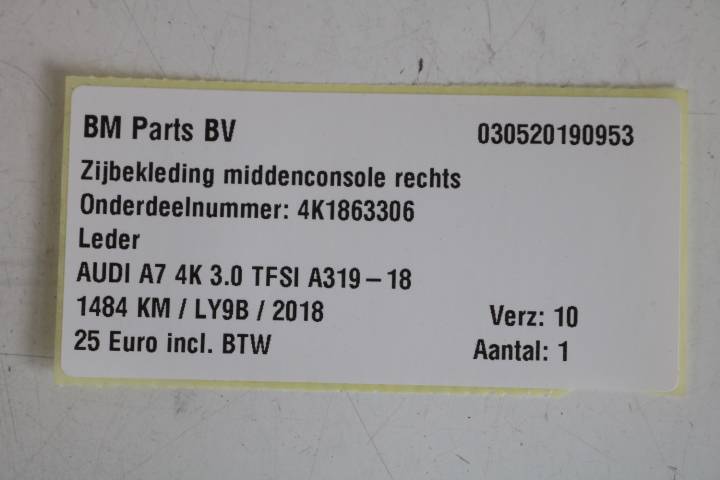 BM Parts BV 030520190953
Zijbekleding middenconsole rechts
Onderdeelnummer: 4K1863306
Leder
AUDI A7 4K 3.0 TFSI A319-18
1484 KM / LY9B / 2018 Verz: 10
25 Euro incl. BTW Aantal: 1